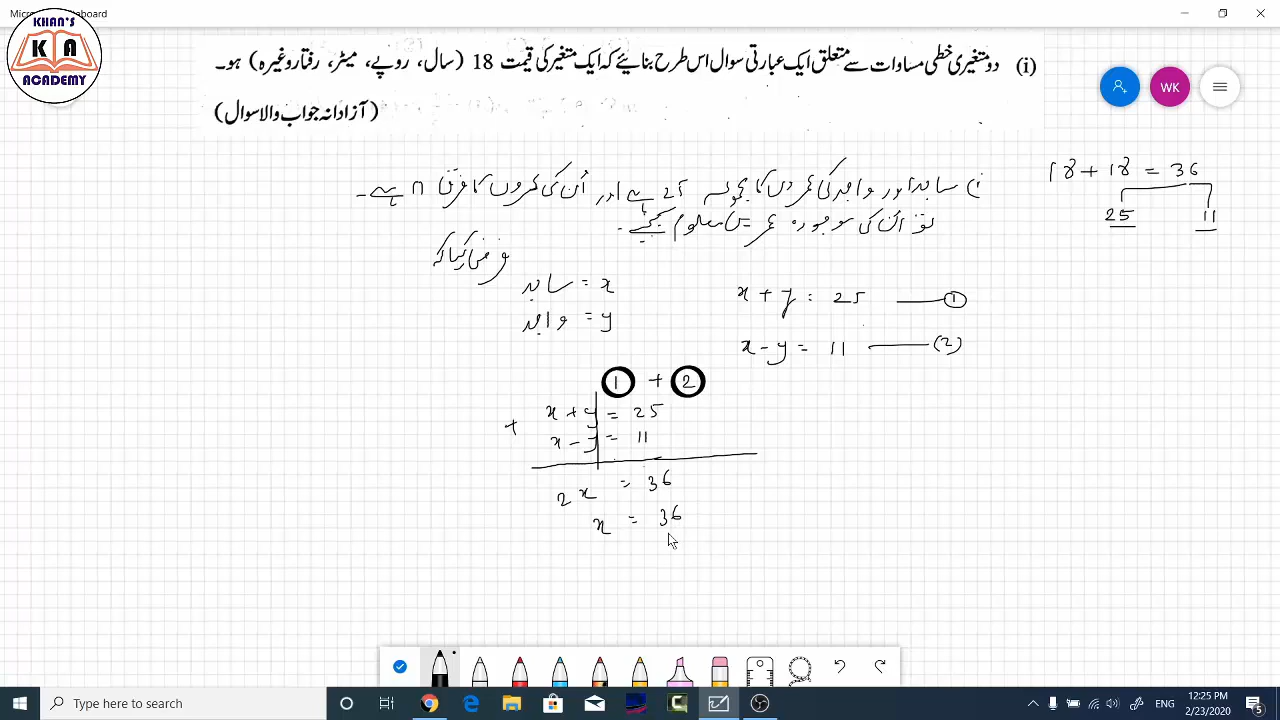 Micro
board
KHAN'S
K A
ACADEMY
WK
(i) دو متغیری خطی مساوات سے متعلق ایک عبارتی سوال اس طرح بنائیے کہ ایک متغیر کی قیمت 18 (سال، روپے، میٹر، رفتار وغیرہ) ہو۔
(آزادانہ جواب والا سوال)
18 + 18 = 36
25 11
i) ساجد اور واجد کی عمروں کا مجموعہ 25 ہے اور اُن کی عمروں کا فرق 11 ہے۔
تو اُن کی موجودہ عمریں معلوم کیجیے۔
فرض کیا کہ
ساجد = x
واجد = y
x + y = 25 —— ①
x - y = 11 —— (2)
① + ②
+ x + y = 25
x - y = 11
2x = 36
x = 36
Type here to search
ENG
12:25 PM
2/23/2020
5